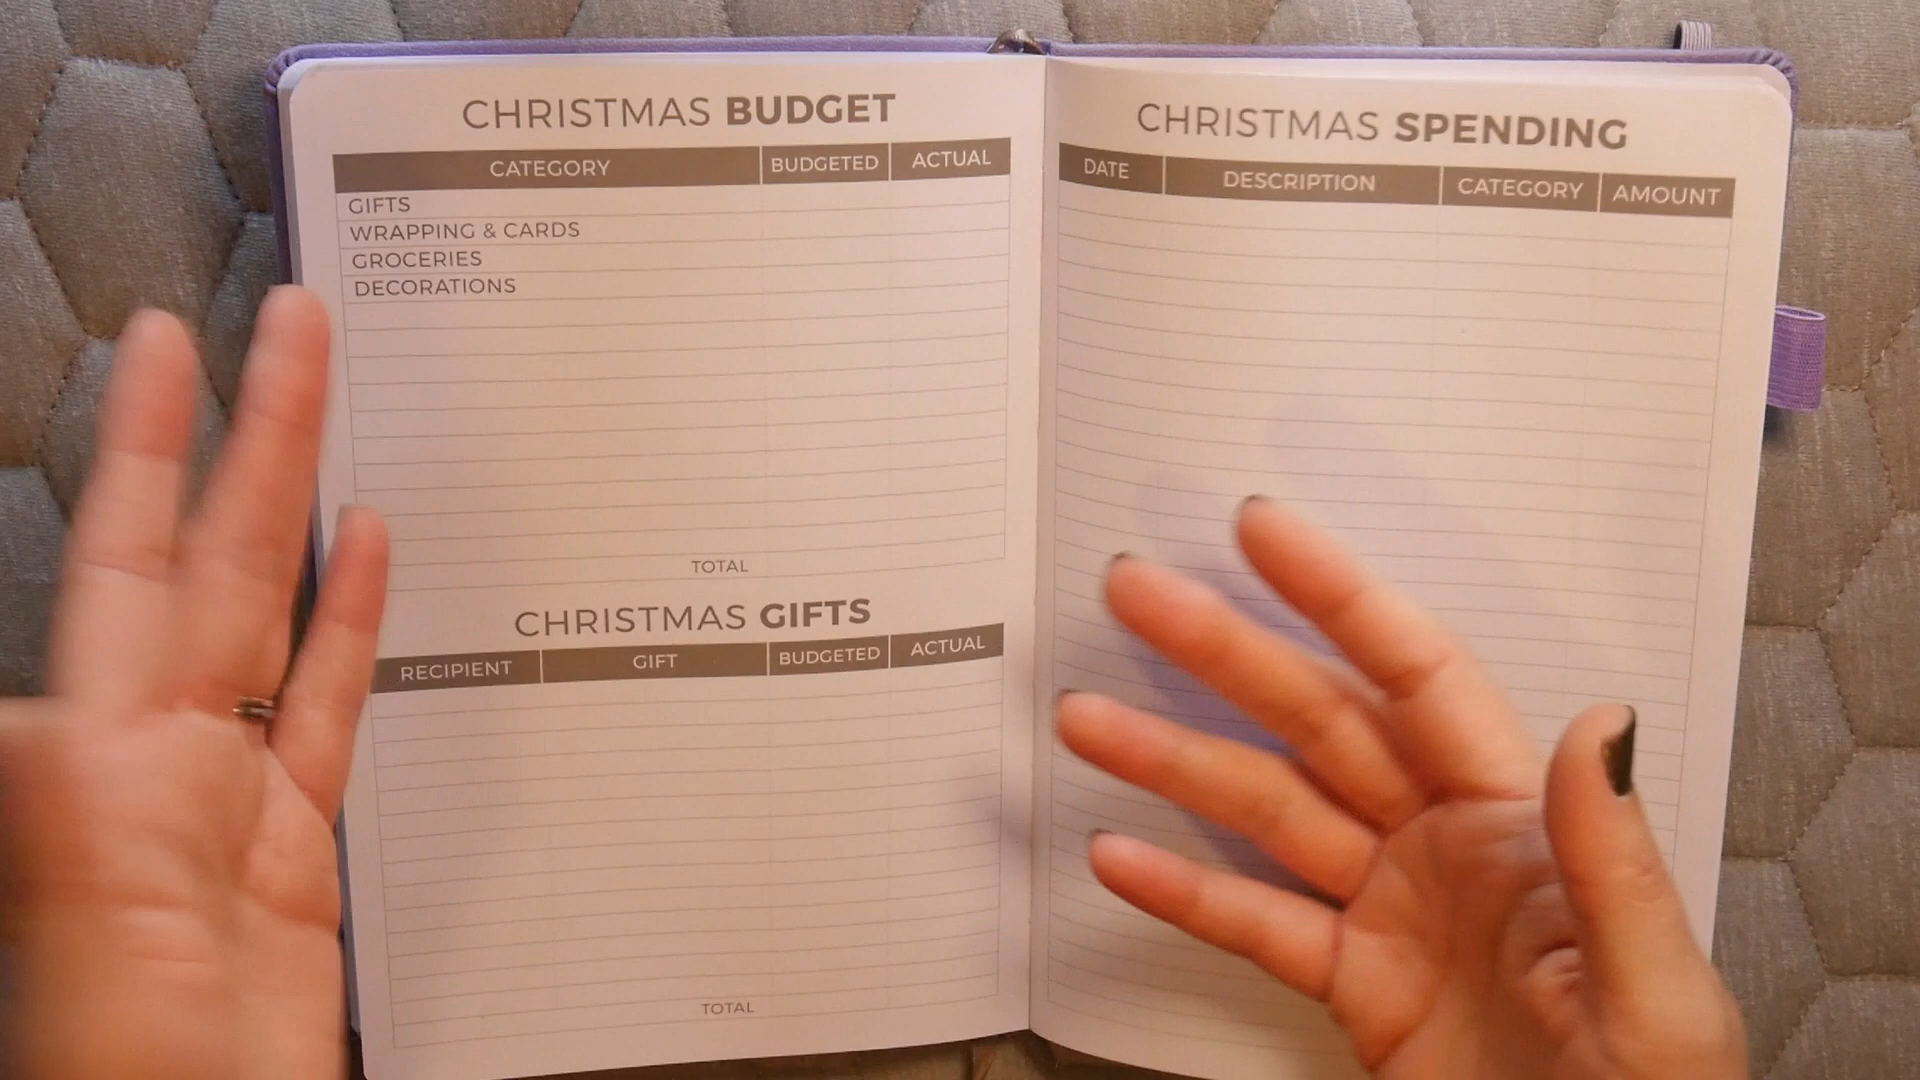 CHRISTMAS BUDGET
CATEGORY BUDGETED ACTUAL
GIFTS
WRAPPING & CARDS
GROCERIES
DECORATIONS
TOTAL
CHRISTMAS GIFTS
RECIPIENT GIFT BUDGETED ACTUAL
TOTAL
CHRISTMAS SPENDING
DATE DESCRIPTION CATEGORY AMOUNT